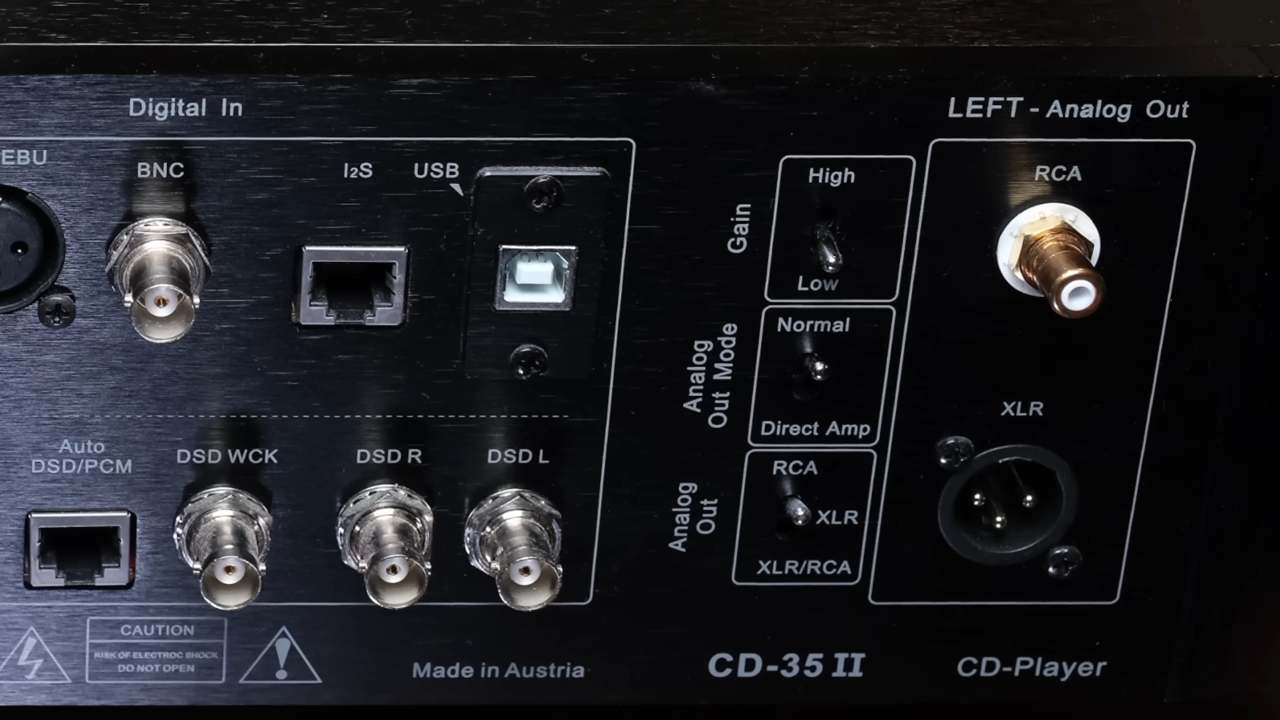 Digital In
LEFT - Analog Out
EBU
BNC
I²S
USB
High
Gain
Low
RCA
Normal
Analog
Out Mode
Direct Amp
XLR
Auto
DSD/PCM
DSD WCK
DSD R
DSD L
RCA
Analog
Out
XLR
XLR/RCA
CAUTION
RISK OF ELECTROC SHOCK
DO NOT OPEN
Made in Austria
CD-35 II
CD-Player